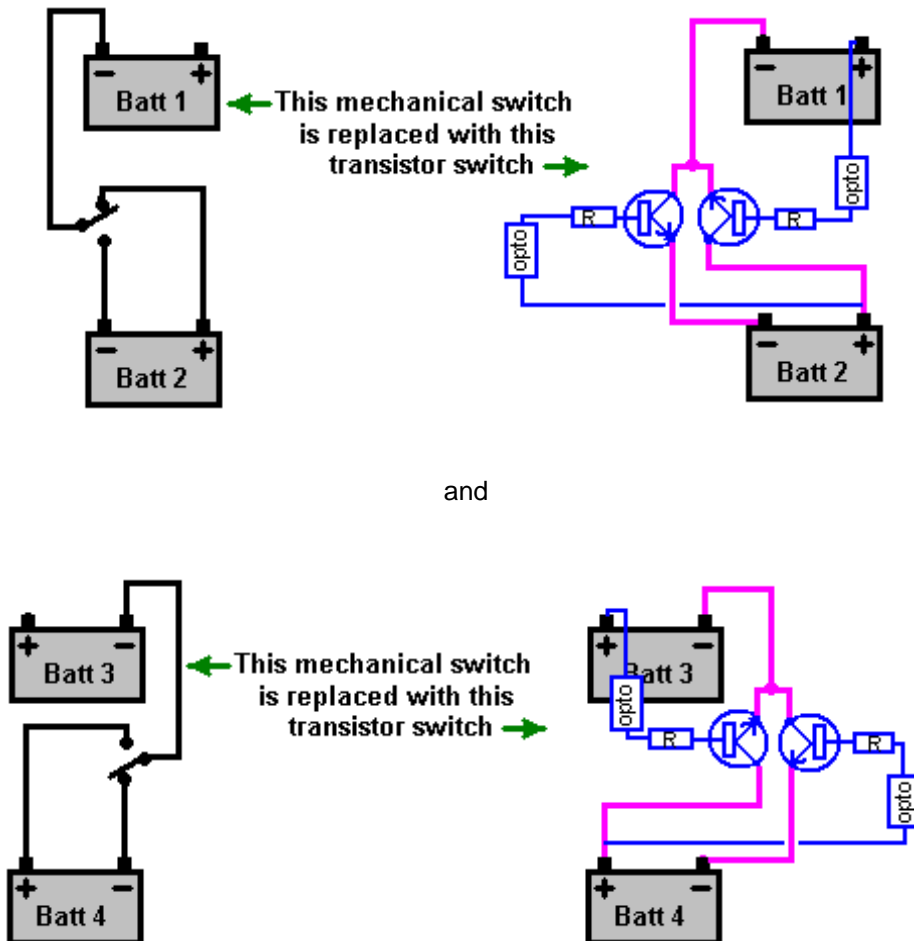 - +
Batt 1
This mechanical switch
is replaced with this
transistor switch
- +
Batt 1
opto
R
R
opto
- +
Batt 2
- +
Batt 2
and
+ -
Batt 3
This mechanical switch
is replaced with this
transistor switch
+ -
Batt 3
opto
R
R
opto
+ -
Batt 4
+ -
Batt 4